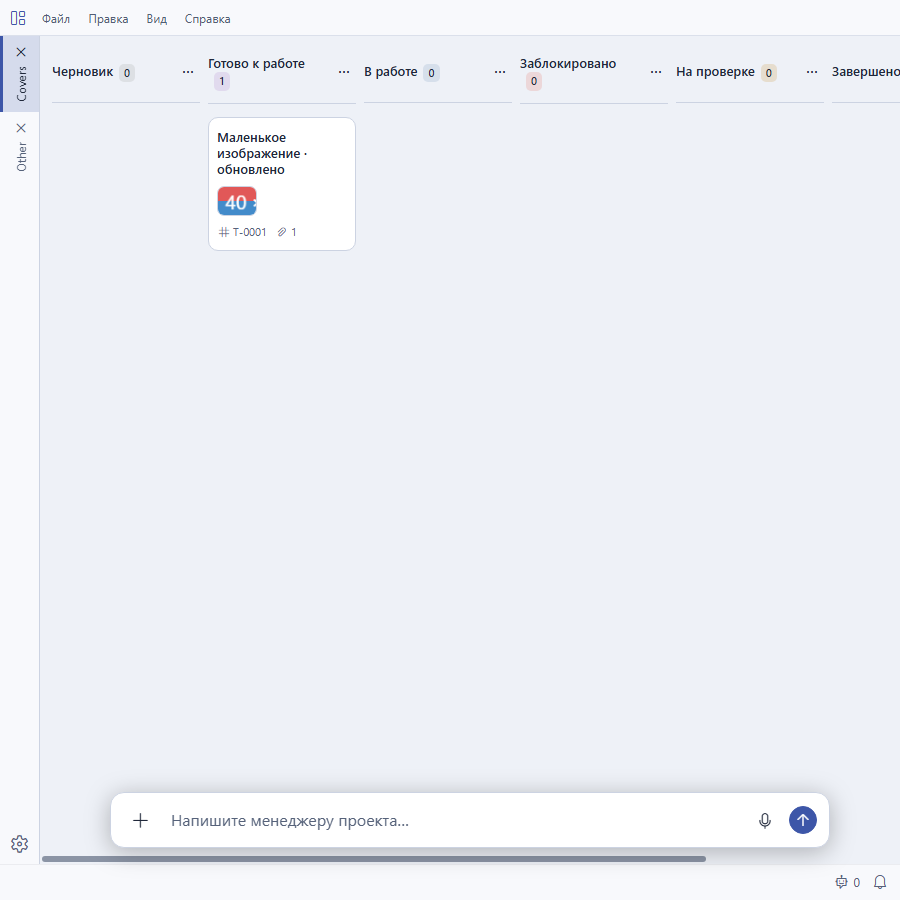 Файл Правка Вид Справка
Covers
Other
Черновик 0
Готово к работе
1
В работе 0
Заблокировано
0
На проверке 0
Завершено
Маленькое
изображение ·
обновлено
40
T-0001 1
Напишите менеджеру проекта...
0